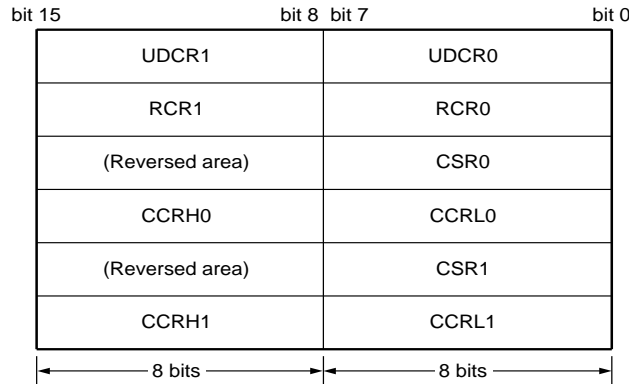 bit 15 bit 8 bit 7 bit 0
UDCR1 UDCR0
RCR1 RCR0
(Reversed area) CSR0
CCRH0 CCRL0
(Reversed area) CSR1
CCRH1 CCRL1
8 bits 8 bits